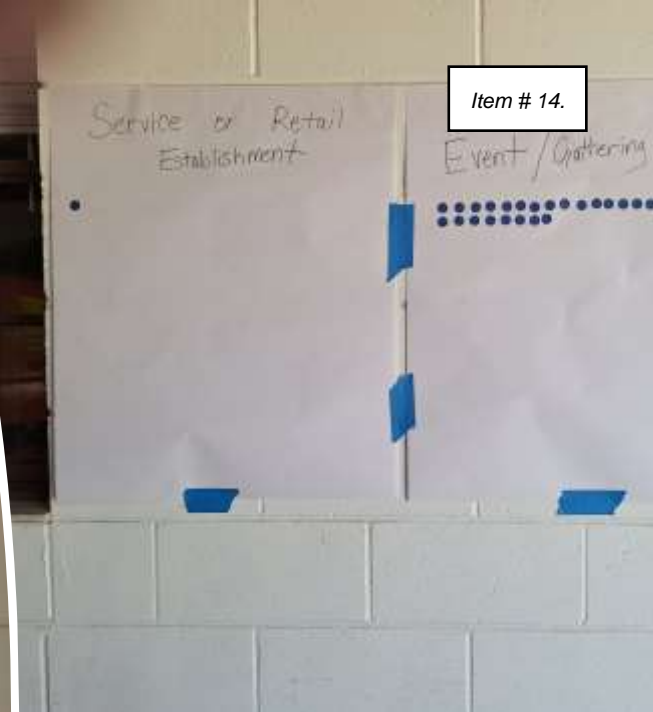 Item # 14.
Service or Retail
Establishment
Event / Gathering